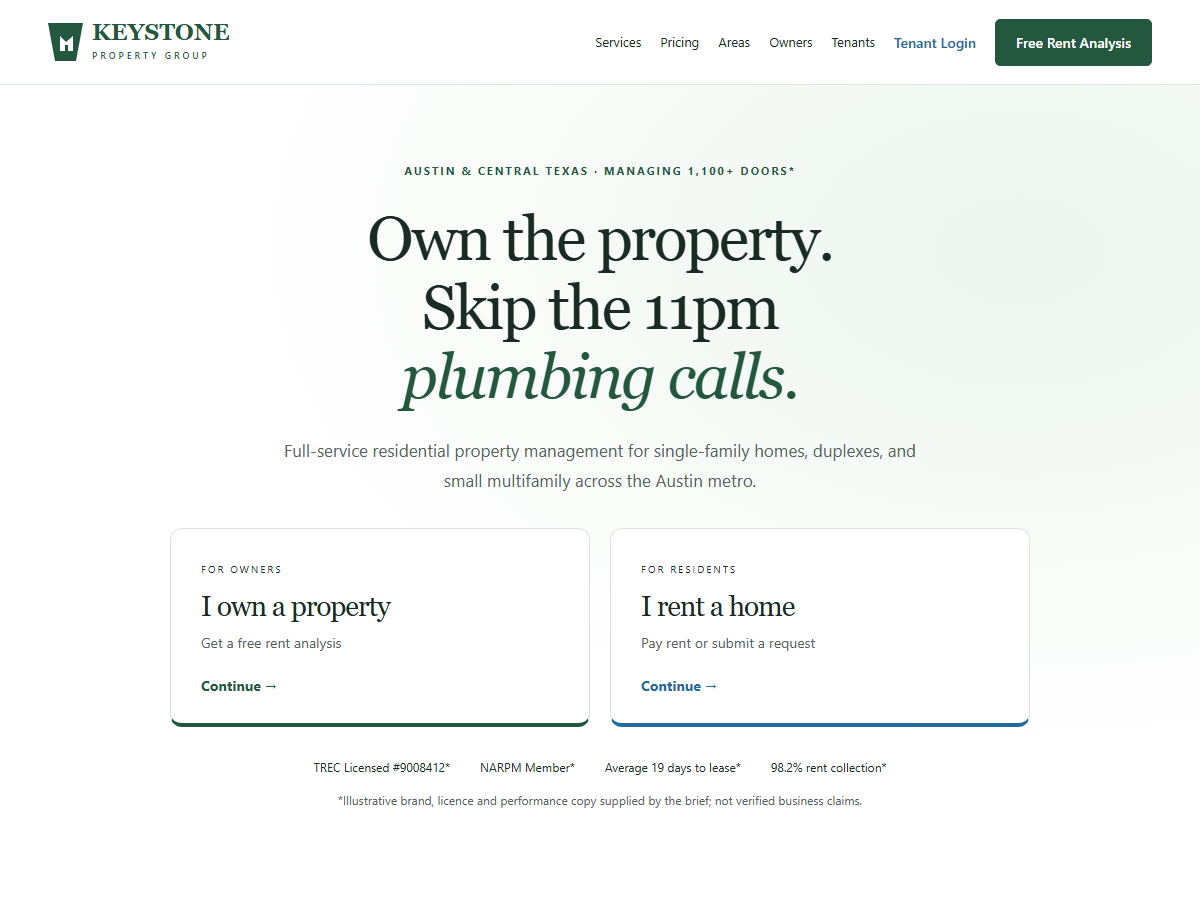 KEYSTONE
PROPERTY GROUP
Services
Pricing
Areas
Owners
Tenants
Tenant Login
Free Rent Analysis
AUSTIN & CENTRAL TEXAS · MANAGING 1,100+ DOORS*
Own the property.
Skip the 11pm
plumbing calls.
Full-service residential property management for single-family homes, duplexes, and
small multifamily across the Austin metro.
FOR OWNERS
I own a property
Get a free rent analysis
Continue →
FOR RESIDENTS
I rent a home
Pay rent or submit a request
Continue →
TREC Licensed #9008412*
NARPM Member*
Average 19 days to lease*
98.2% rent collection*
*Illustrative brand, licence and performance copy supplied by the brief; not verified business claims.